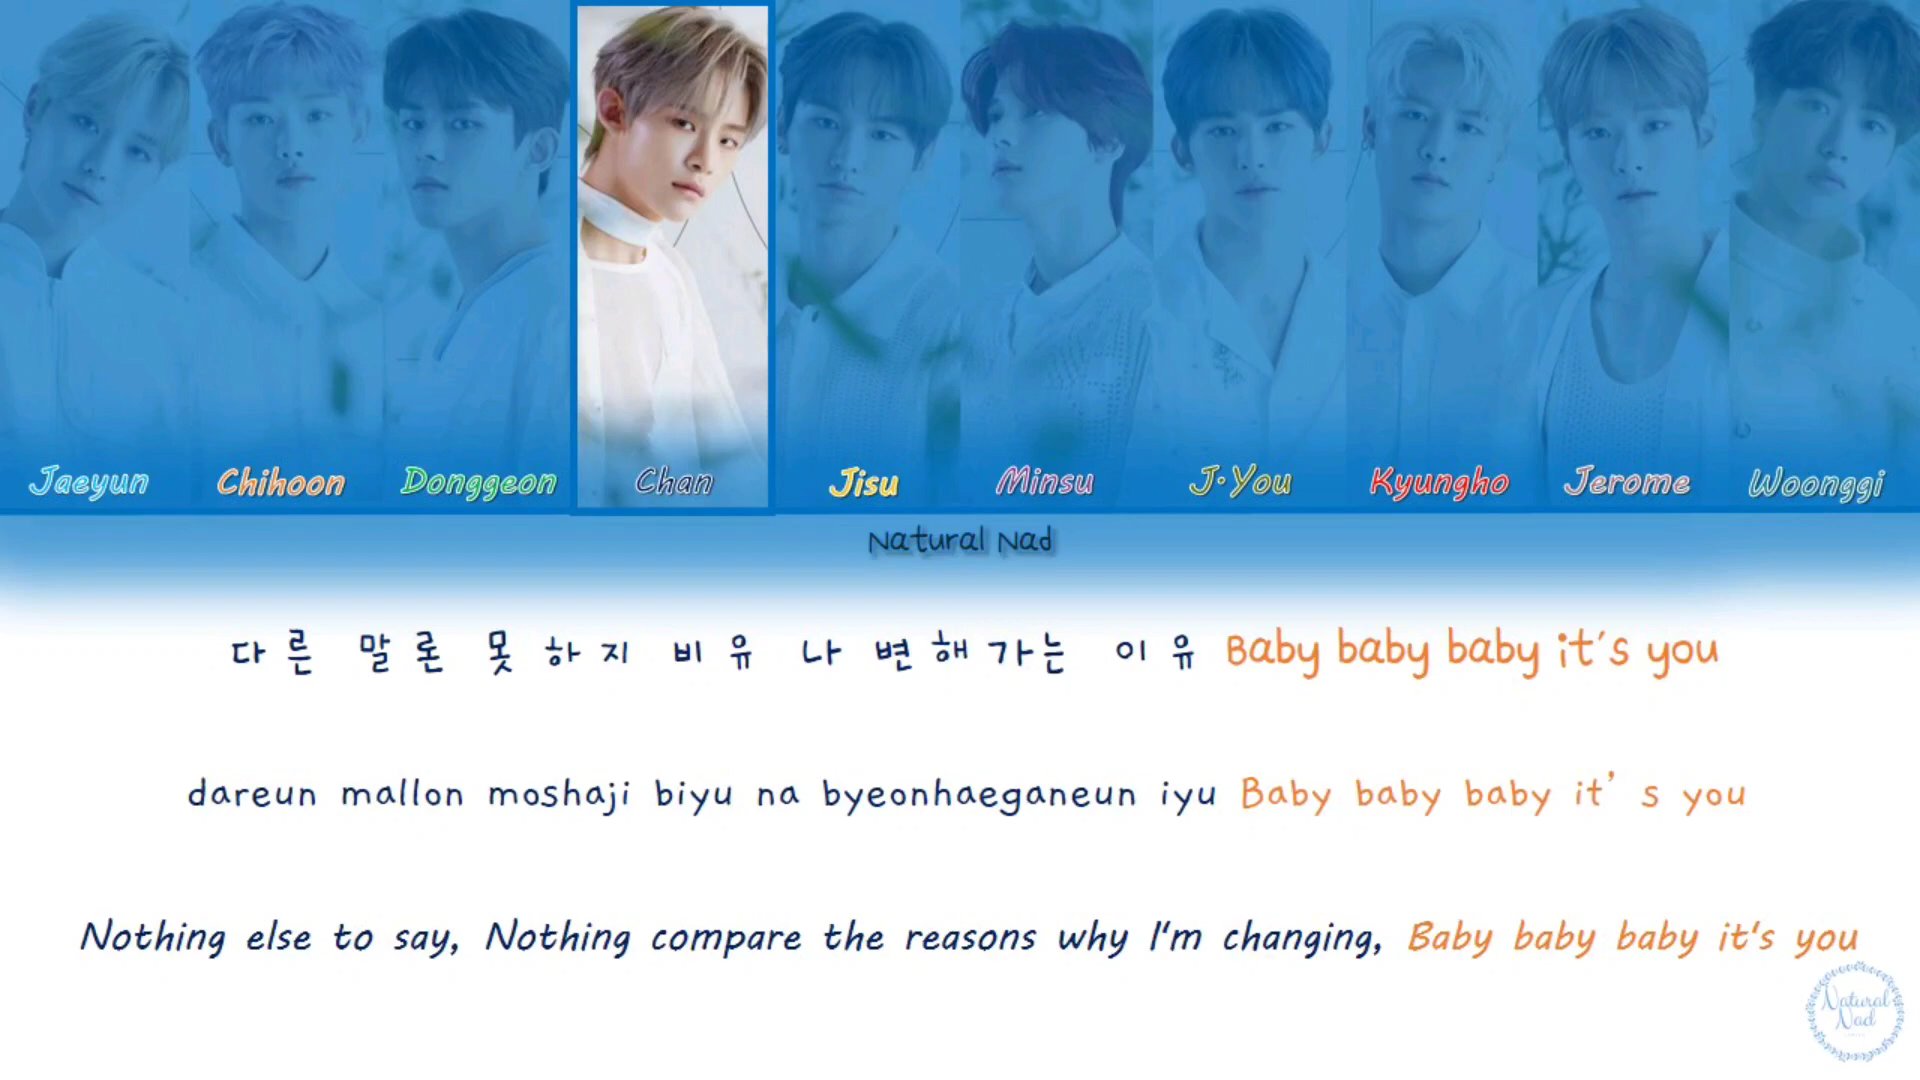 Jaeyun Chihoon Donggeon Chan Jisu Minsu J·You Kyungho Jerome Woonggi
Natural Nad
다른 말론 못하지 비유 나 변해가는 이유 Baby baby baby it's you
dareun mallon moshaji biyu na byeonhaeganeun iyu Baby baby baby it’s you
Nothing else to say, Nothing compare the reasons why I'm changing, Baby baby baby it's you
Natural
Nad